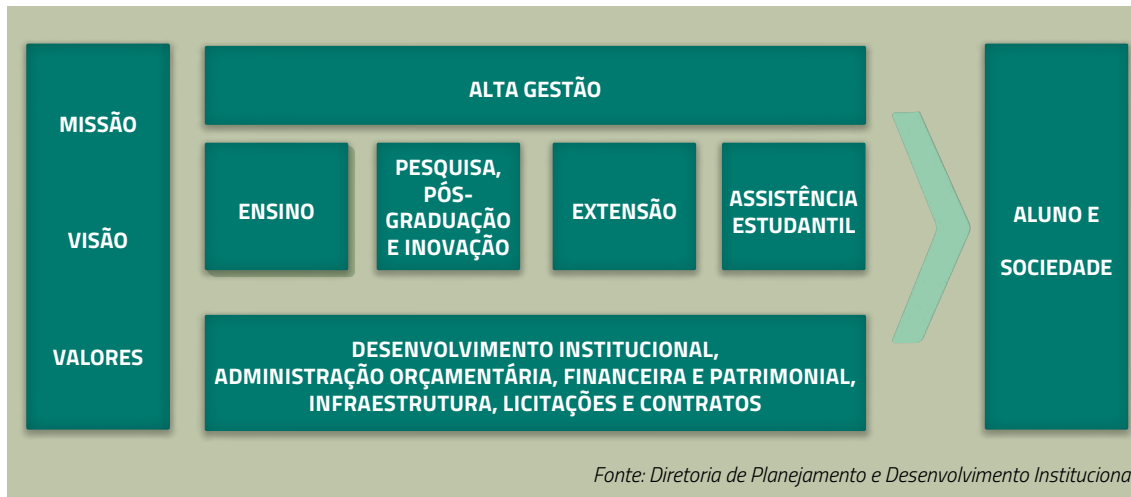 MISSÃO
VISÃO
VALORES
ALTA GESTÃO
ENSINO
PESQUISA,
PÓS-
GRADUAÇÃO
E INOVAÇÃO
EXTENSÃO
ASSISTÊNCIA
ESTUDANTIL
DESENVOLVIMENTO INSTITUCIONAL,
ADMINISTRAÇÃO ORÇAMENTÁRIA, FINANCEIRA E PATRIMONIAL,
INFRAESTRUTURA, LICITAÇÕES E CONTRATOS
ALUNO E
SOCIEDADE
Fonte: Diretoria de Planejamento e Desenvolvimento Instituciona